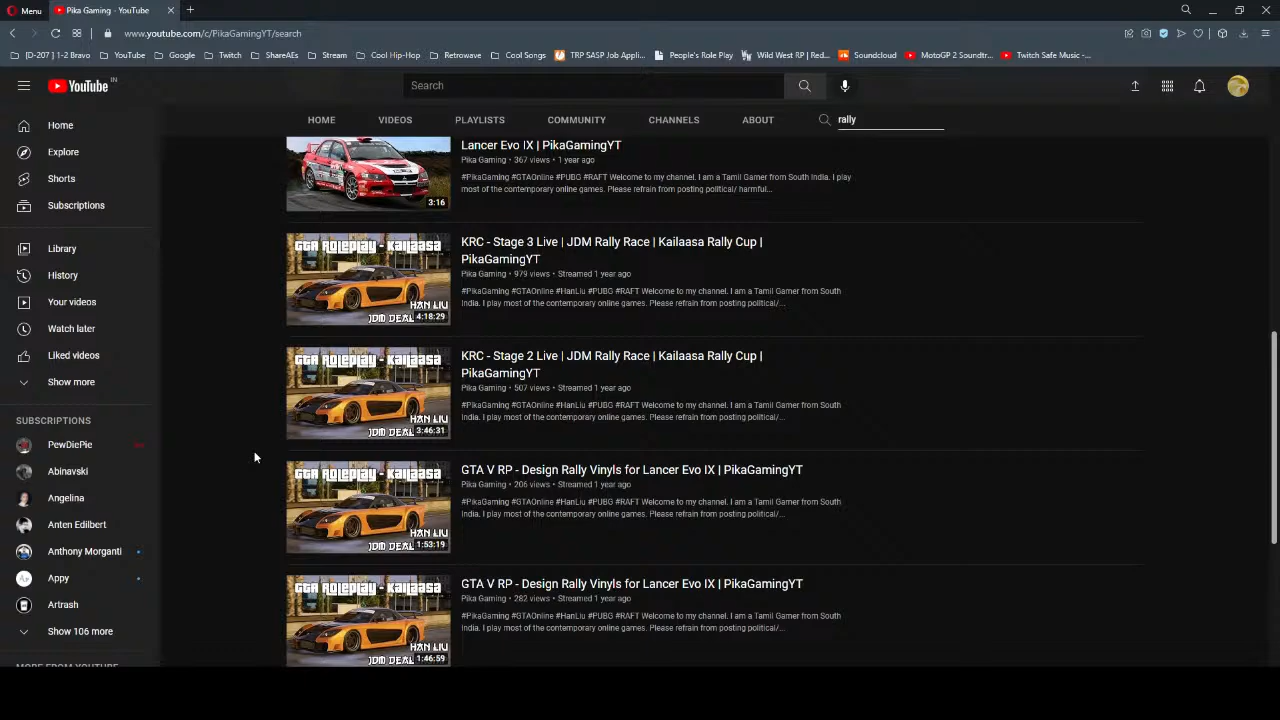 Menu
Pika Gaming - YouTube
www.youtube.com/c/PikaGamingYT/search
[D-207 ] 1-2 Bravo
YouTube
Google
Twitch
ShareAEs
Stream
Cool Hip-Hop
Retrowave
Cool Songs
TRP SASP Job Appli...
People's Role Play
Wild West RP | Red...
Soundcloud
MotoGP 2 Soundtr...
Twitch Safe Music -...
YouTube IN
Search
HOME
VIDEOS
PLAYLISTS
COMMUNITY
CHANNELS
ABOUT
rally
Home
Explore
Shorts
Subscriptions
Library
History
Your videos
Watch later
Liked videos
Show more
SUBSCRIPTIONS
PewDiePie
Abinavski
Angelina
Anten Edilbert
Anthony Morganti
Appy
Artrash
Show 106 more
MORE FROM YOUTUBE
3:16
Lancer Evo IX | PikaGamingYT
Pika Gaming • 367 views • 1 year ago
#PikaGaming #GTAOnline #PUBG #RAFT Welcome to my channel. I am a Tamil Gamer from South India. I play
most of the contemporary online games. Please refrain from posting political/ harmful...
GTA ROLEPLAY - KAILAASA
HAN LIU
JDM DEAL
4:18:29
KRC - Stage 3 Live | JDM Rally Race | Kailaasa Rally Cup |
PikaGamingYT
Pika Gaming • 979 views • Streamed 1 year ago
#PikaGaming #GTAOnline #HanLiu #PUBG #RAFT Welcome to my channel. I am a Tamil Gamer from South
India. I play most of the contemporary online games. Please refrain from posting political/...
GTA ROLEPLAY - KAILAASA
HAN LIU
JDM DEAL
3:46:31
KRC - Stage 2 Live | JDM Rally Race | Kailaasa Rally Cup |
PikaGamingYT
Pika Gaming • 507 views • Streamed 1 year ago
#PikaGaming #GTAOnline #HanLiu #PUBG #RAFT Welcome to my channel. I am a Tamil Gamer from South
India. I play most of the contemporary online games. Please refrain from posting political/...
GTA ROLEPLAY - KAILAASA
HAN LIU
JDM DEAL
1:53:19
GTA V RP - Design Rally Vinyls for Lancer Evo IX | PikaGamingYT
Pika Gaming • 206 views • Streamed 1 year ago
#PikaGaming #GTAOnline #HanLiu #PUBG #RAFT Welcome to my channel. I am a Tamil Gamer from South
India. I play most of the contemporary online games. Please refrain from posting political/...
GTA ROLEPLAY - KAILAASA
HAN LIU
JDM DEAL
1:46:59
GTA V RP - Design Rally Vinyls for Lancer Evo IX | PikaGamingYT
Pika Gaming • 282 views • Streamed 1 year ago
#PikaGaming #GTAOnline #HanLiu #PUBG #RAFT Welcome to my channel. I am a Tamil Gamer from South
India. I play most of the contemporary online games. Please refrain from posting political/...